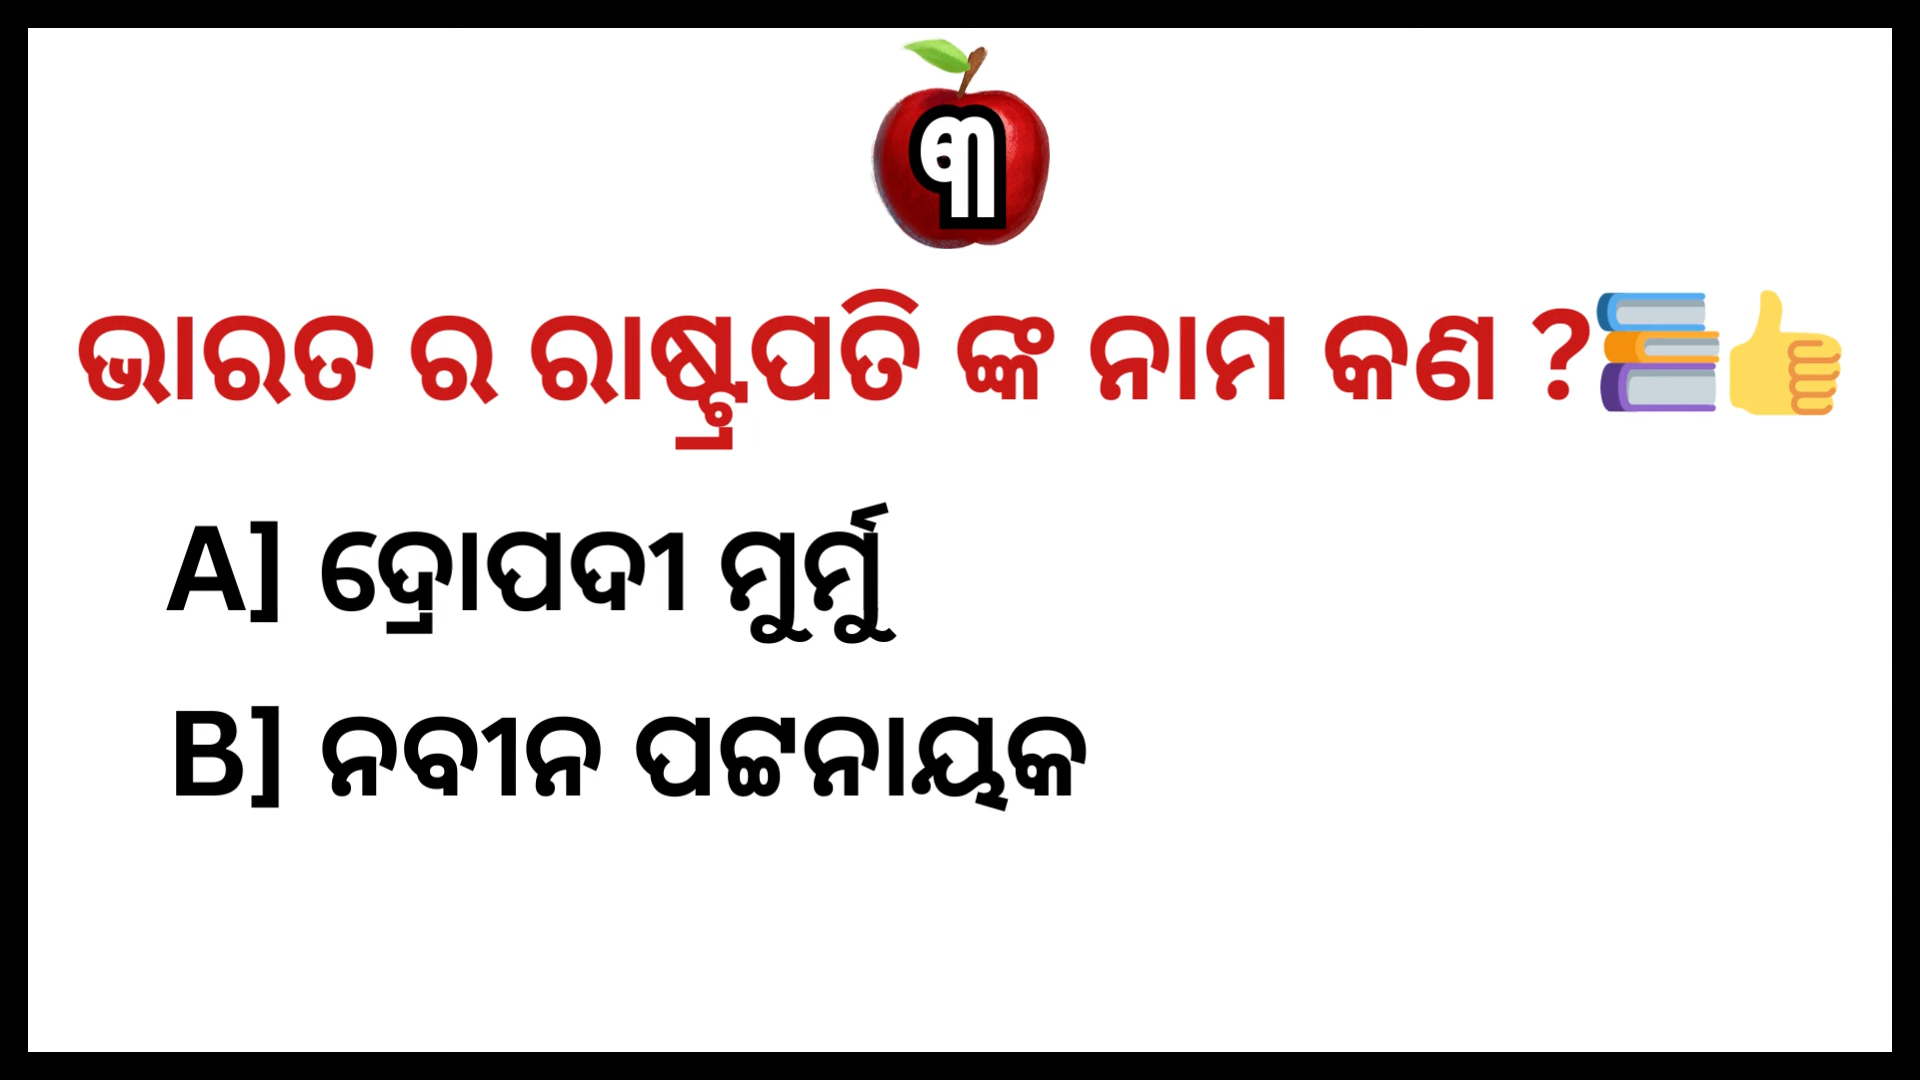 ୩
ଭାରତ ର ରାଷ୍ଟ୍ରପତି ଙ୍କ ନାମ କଣ ?📚👍
A] ଦ୍ରୋପଦୀ ମୁର୍ମୁ
B] ନବୀନ ପଟ୍ଟନାୟକ